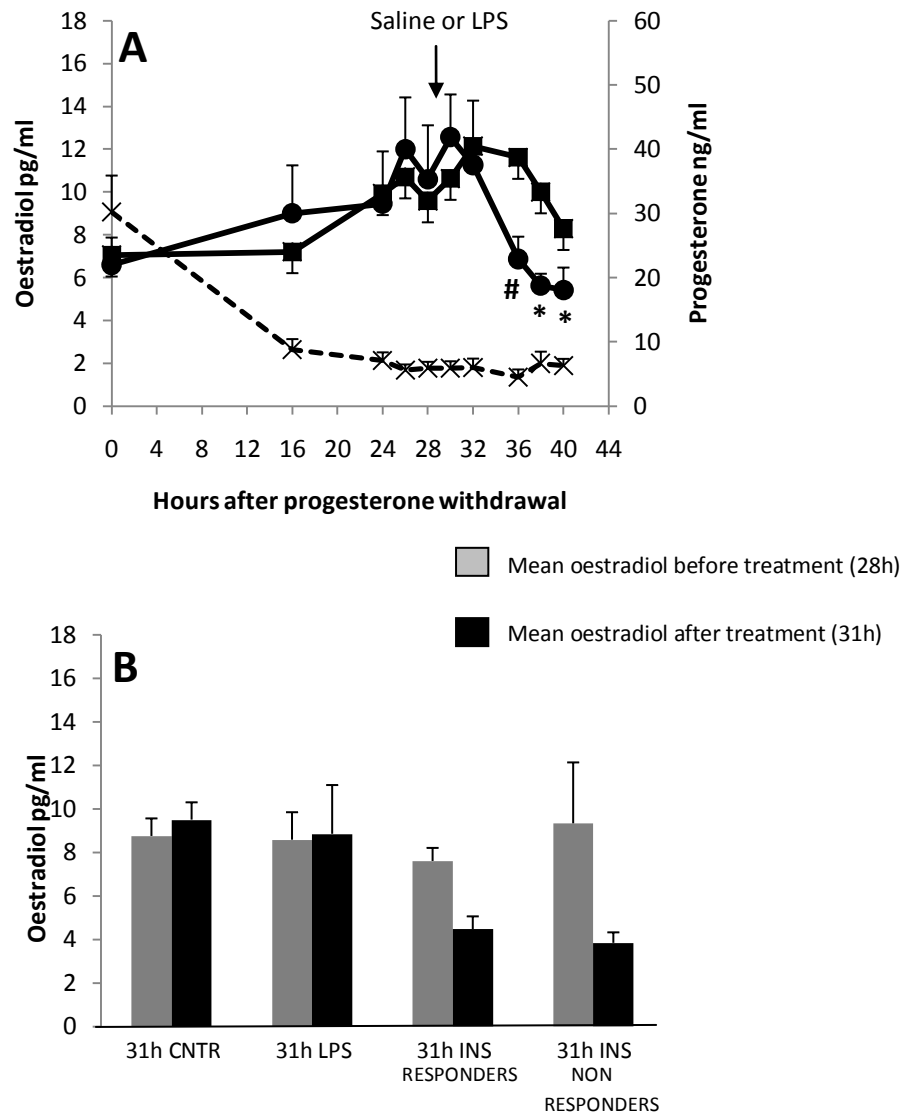 Saline or LPS
A
Oestradiol pg/ml
18
16
14
12
10
8
6
4
2
0
60
50
40
30
20
10
0
Progesterone ng/ml
#
*
*
0 4 8 12 16 20 24 28 32 36 40 44
Hours after progesterone withdrawal
Mean oestradiol before treatment (28h)
Mean oestradiol after treatment (31h)
B
Oestradiol pg/ml
18
16
14
12
10
8
6
4
2
0
31h CNTR
31h LPS
31h INS
RESPONDERS
31h INS
NON
RESPONDERS